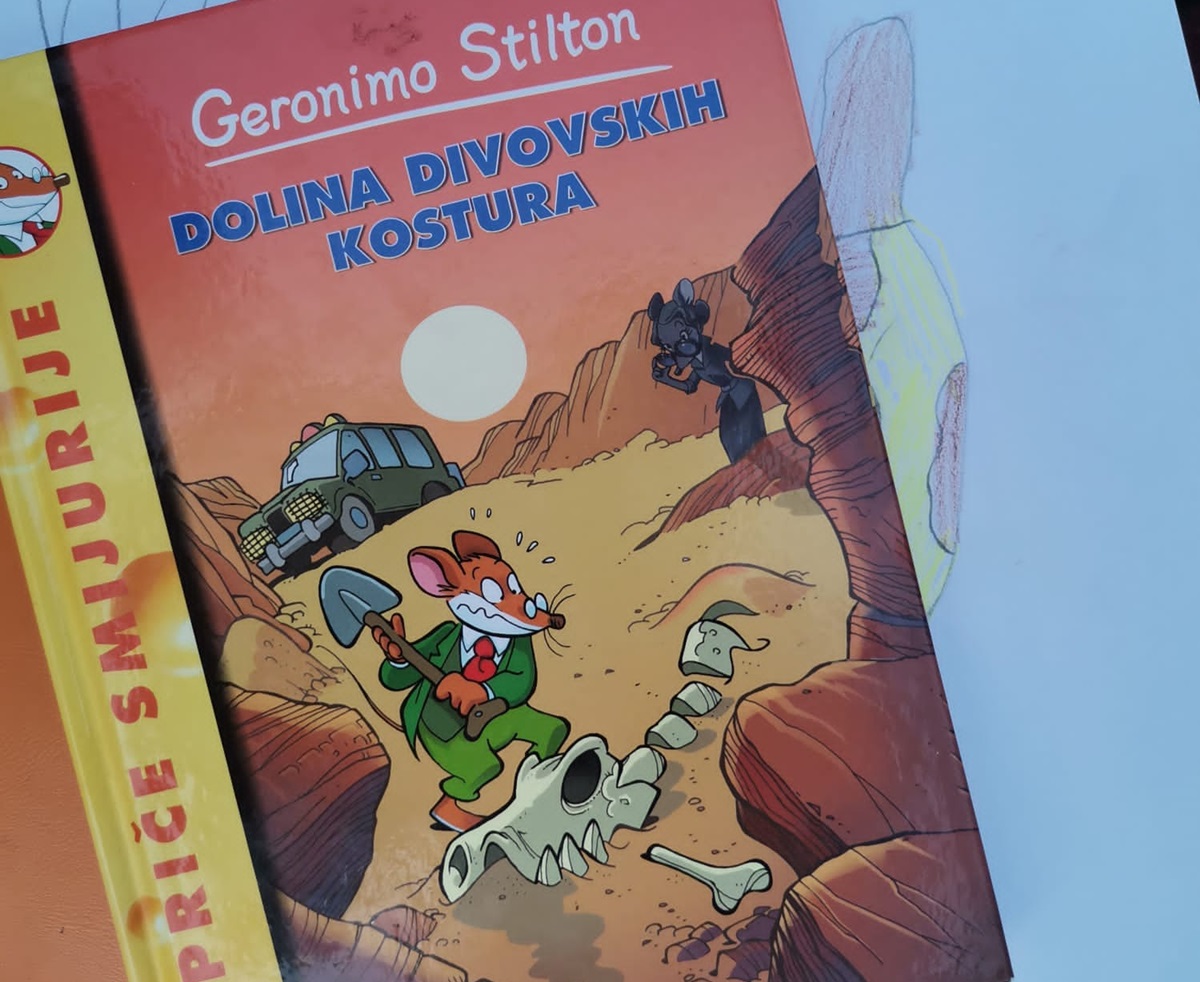 Geronimo Stilton
DOLINA DIVOVSKIH
KOSTURA
PRIČE SMIJURIJE